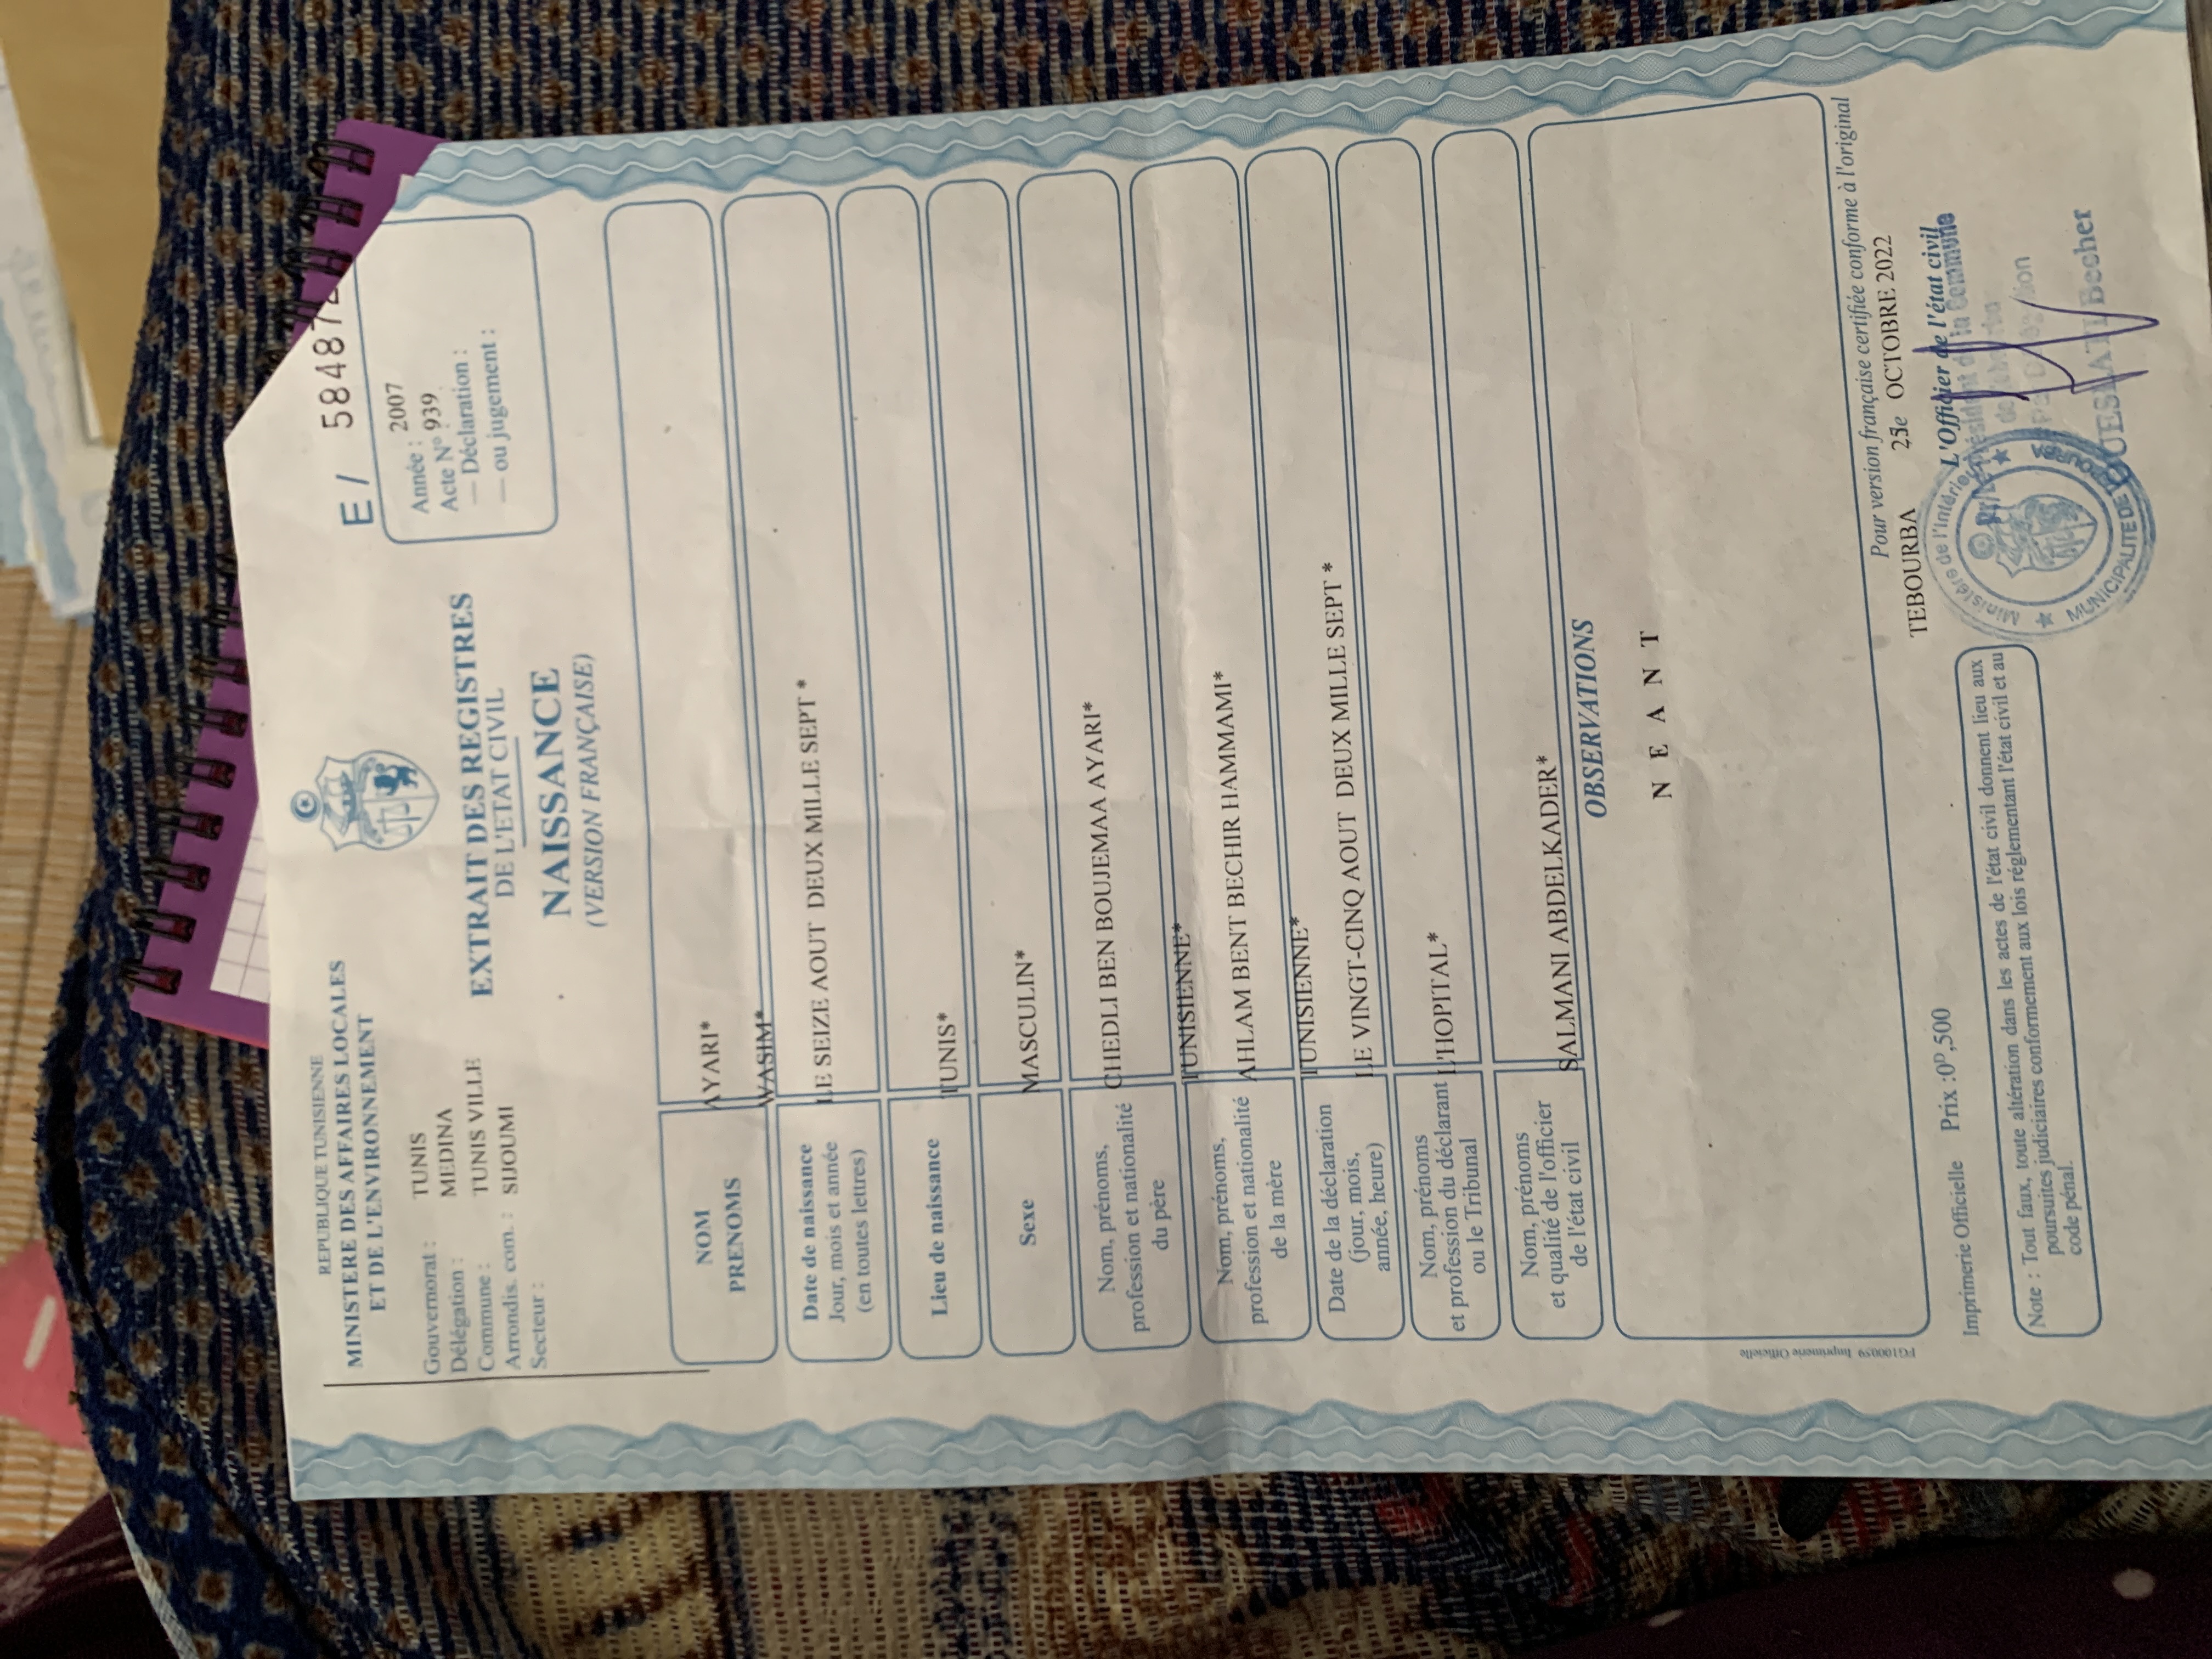 REPUBLIQUE TUNISIENNE
MINISTERE DES AFFAIRES LOCALES
ET DE L'ENVIRONNEMENT
E / 58487
Gouvernorat : TUNIS
Délégation : MEDINA
Commune : TUNIS VILLE
Arrondis. com. : SIJOUMI
Secteur :
EXTRAIT DES REGISTRES
DE L'ETAT CIVIL
NAISSANCE
(VERSION FRANÇAISE)
Année : 2007
Acte N° 939
— Déclaration :
— ou jugement :
NOM AYARI*
PRENOMS WASIM*
Date de naissance
Jour, mois et année
(en toutes lettres)
LE SEIZE AOUT DEUX MILLE SEPT *
Lieu de naissance TUNIS*
Sexe MASCULIN*
Nom, prénoms,
profession et nationalité
du père
CHEDLI BEN BOUJEMAA AYARI*
TUNISIENNE*
Nom, prénoms,
profession et nationalité
de la mère
AHLAM BENT BECHIR HAMMAMI*
TUNISIENNE*
Date de la déclaration
(jour, mois,
année, heure)
LE VINGT-CINQ AOUT DEUX MILLE SEPT *
Nom, prénoms
et profession du déclarant
ou le Tribunal
L'HOPITAL*
Nom, prénoms
et qualité de l'officier
de l'état civil
SALMANI ABDELKADER*
OBSERVATIONS
N E A N T
FG100059 Imprimerie Officielle
Pour version française certifiée conforme à l'original
TEBOURBA OCTOBRE 2022
L'Officier de l'état civil
Commune
Becher
Ministère de l'Intérieur
MUNICIPALITE DE TEBOURBA
Imprimerie Officielle Prix :0ᴰ,500
Note : Tout faux, toute altération dans les actes de l'état civil donnent lieu aux
poursuites judiciaires conformement aux lois réglementant l'état civil et au
code pénal.